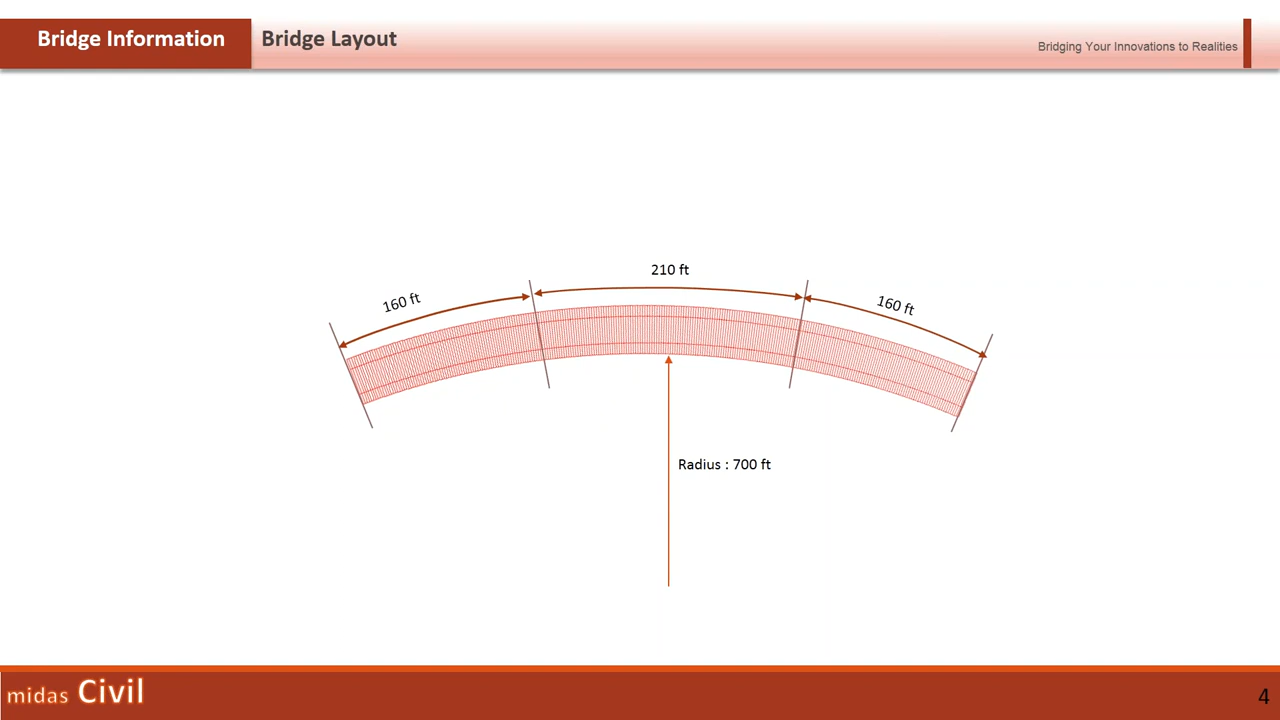 Bridge Information
Bridge Layout
Bridging Your Innovations to Realities
210 ft
160 ft
160 ft
Radius : 700 ft
midas Civil
4